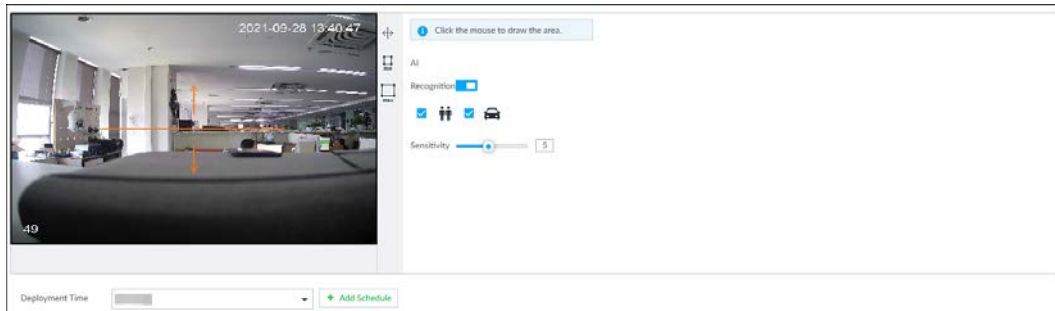 2021-09-28 13:40:47
Click the mouse to draw the area.
AI
Recognition
Sensitivity
5
49
Deployment Time
Add Schedule